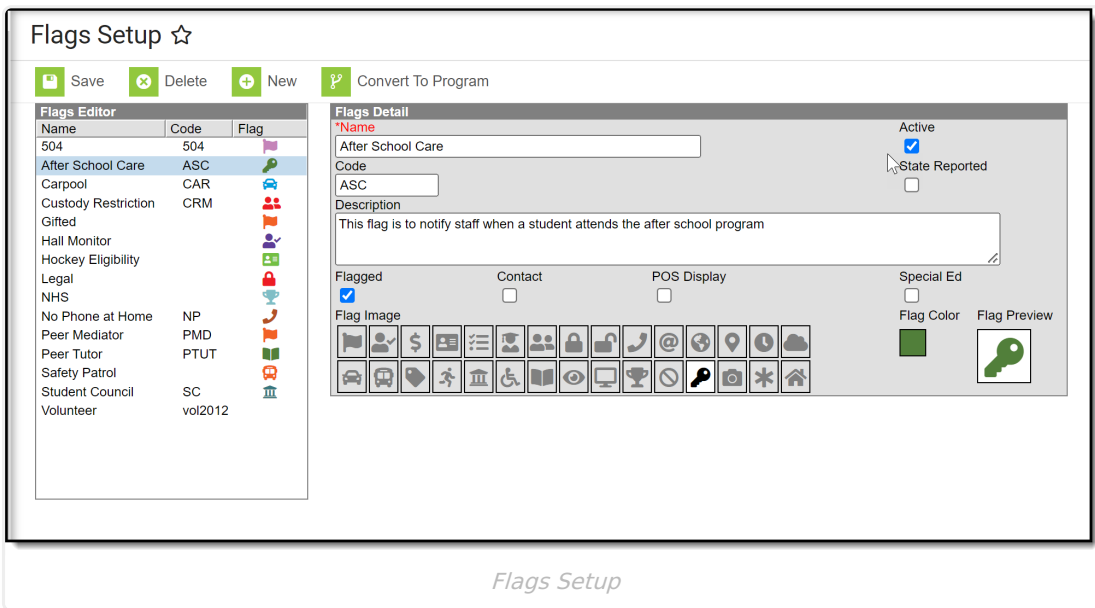 Flags Setup
Save Delete New Convert To Program
Flags Editor
Name Code Flag
504 504
After School Care ASC
Carpool CAR
Custody Restriction CRM
Gifted
Hall Monitor
Hockey Eligibility
Legal
NHS
No Phone at Home NP
Peer Mediator PMD
Peer Tutor PTUT
Safety Patrol
Student Council SC
Volunteer vol2012
Flags Detail
*Name Active
After School Care
Code State Reported
ASC
Description
This flag is to notify staff when a student attends the after school program
Flagged Contact POS Display Special Ed
Flag Image Flag Color Flag Preview
Flags Setup